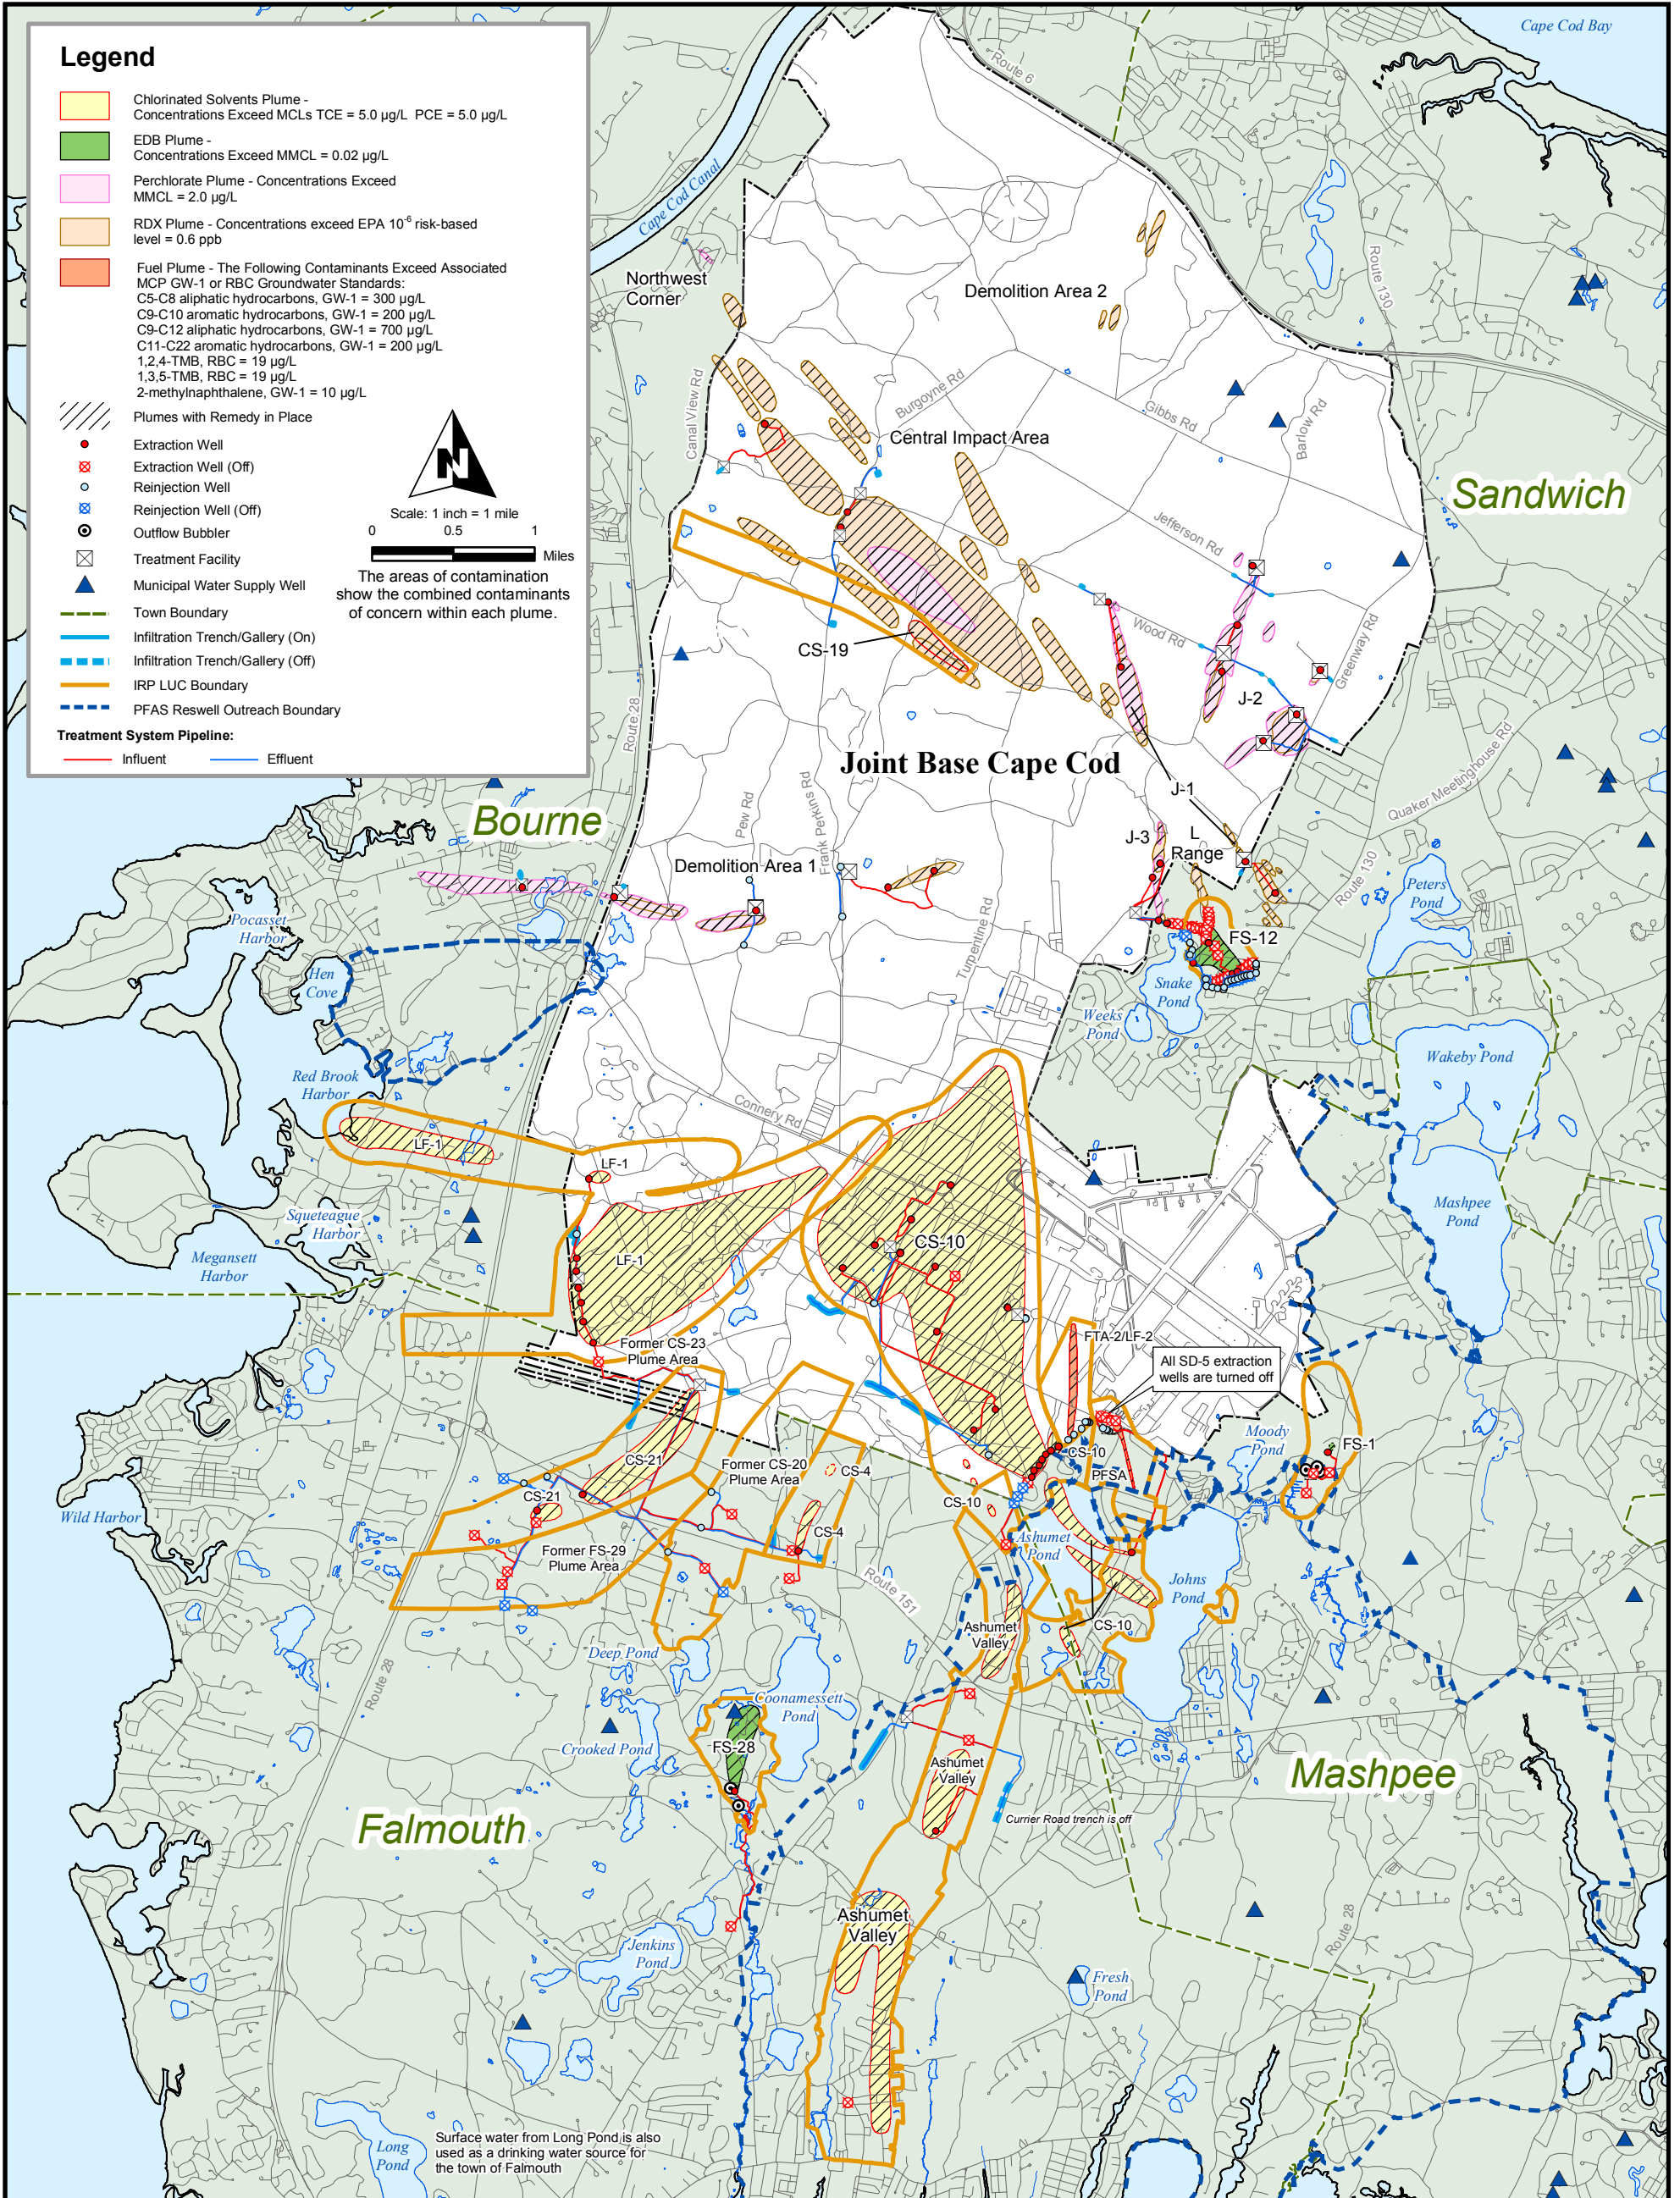 Legend
Chlorinated Solvents Plume -
Concentrations Exceed MCLs TCE = 5.0 µg/L PCE = 5.0 µg/L
EDB Plume -
Concentrations Exceed MMCL = 0.02 µg/L
Perchlorate Plume - Concentrations Exceed
MMCL = 2.0 µg/L
RDX Plume - Concentrations exceed EPA 10⁻⁶ risk-based
level = 0.6 ppb
Fuel Plume - The Following Contaminants Exceed Associated
MCP GW-1 or RBC Groundwater Standards:
C5-C8 aliphatic hydrocarbons, GW-1 = 300 µg/L
C9-C10 aromatic hydrocarbons, GW-1 = 200 µg/L
C9-C12 aliphatic hydrocarbons, GW-1 = 700 µg/L
C11-C22 aromatic hydrocarbons, GW-1 = 200 µg/L
1,2,4-TMB, RBC = 19 µg/L
1,3,5-TMB, RBC = 19 µg/L
2-methylnaphthalene, GW-1 = 10 µg/L
Plumes with Remedy in Place
Extraction Well
Extraction Well (Off)
Reinjection Well
Reinjection Well (Off)
Outflow Bubbler
Treatment Facility
Municipal Water Supply Well
Town Boundary
Infiltration Trench/Gallery (On)
Infiltration Trench/Gallery (Off)
IRP LUC Boundary
PFAS Reswell Outreach Boundary
Treatment System Pipeline:
Influent
Effluent
N
Scale: 1 inch = 1 mile
0 0.5 1
Miles
The areas of contamination
show the combined contaminants
of concern within each plume.
Cape Cod Bay
Route 6
Cape Cod Canal
Northwest
Corner
Demolition Area 2
Route 130
Canal View Rd
Burgoyne Rd
Gibbs Rd
Barlow Rd
Central Impact Area
Sandwich
Jefferson Rd
Wood Rd
Greenway Rd
CS-19
J-2
Route 28
Joint Base Cape Cod
J-1
Quaker Meetinghouse Rd
Bourne
Pew Rd
Frank Perkins Rd
J-3
L
Range
Demolition Area 1
Route 130
Peters
Pond
Pocasset
Harbor
Turpentine Rd
FS-12
Hen
Cove
Snake
Pond
Weeks
Pond
Wakeby Pond
Red Brook
Harbor
Connery Rd
LF-1
LF-1
Mashpee
Pond
Squeteague
Harbor
Megansett
Harbor
LF-1
CS-10
Former CS-23
Plume Area
FTA-2/LF-2
All SD-5 extraction
wells are turned off
Moody
Pond
FS-1
CS-10
PFSA
CS-21
Former CS-20
Plume Area
CS-4
CS-21
CS-10
Wild Harbor
CS-4
Former FS-29
Plume Area
Ashumet
Pond
Route 151
Johns
Pond
Ashumet
Valley
CS-10
Deep Pond
Route 28
Coonamessett
Pond
Crooked Pond
FS-28
Ashumet
Valley
Mashpee
Currier Road trench is off
Falmouth
Ashumet
Valley
Route 28
Jenkins
Pond
Fresh
Pond
Surface water from Long Pond is also
used as a drinking water source for
the town of Falmouth
Long
Pond